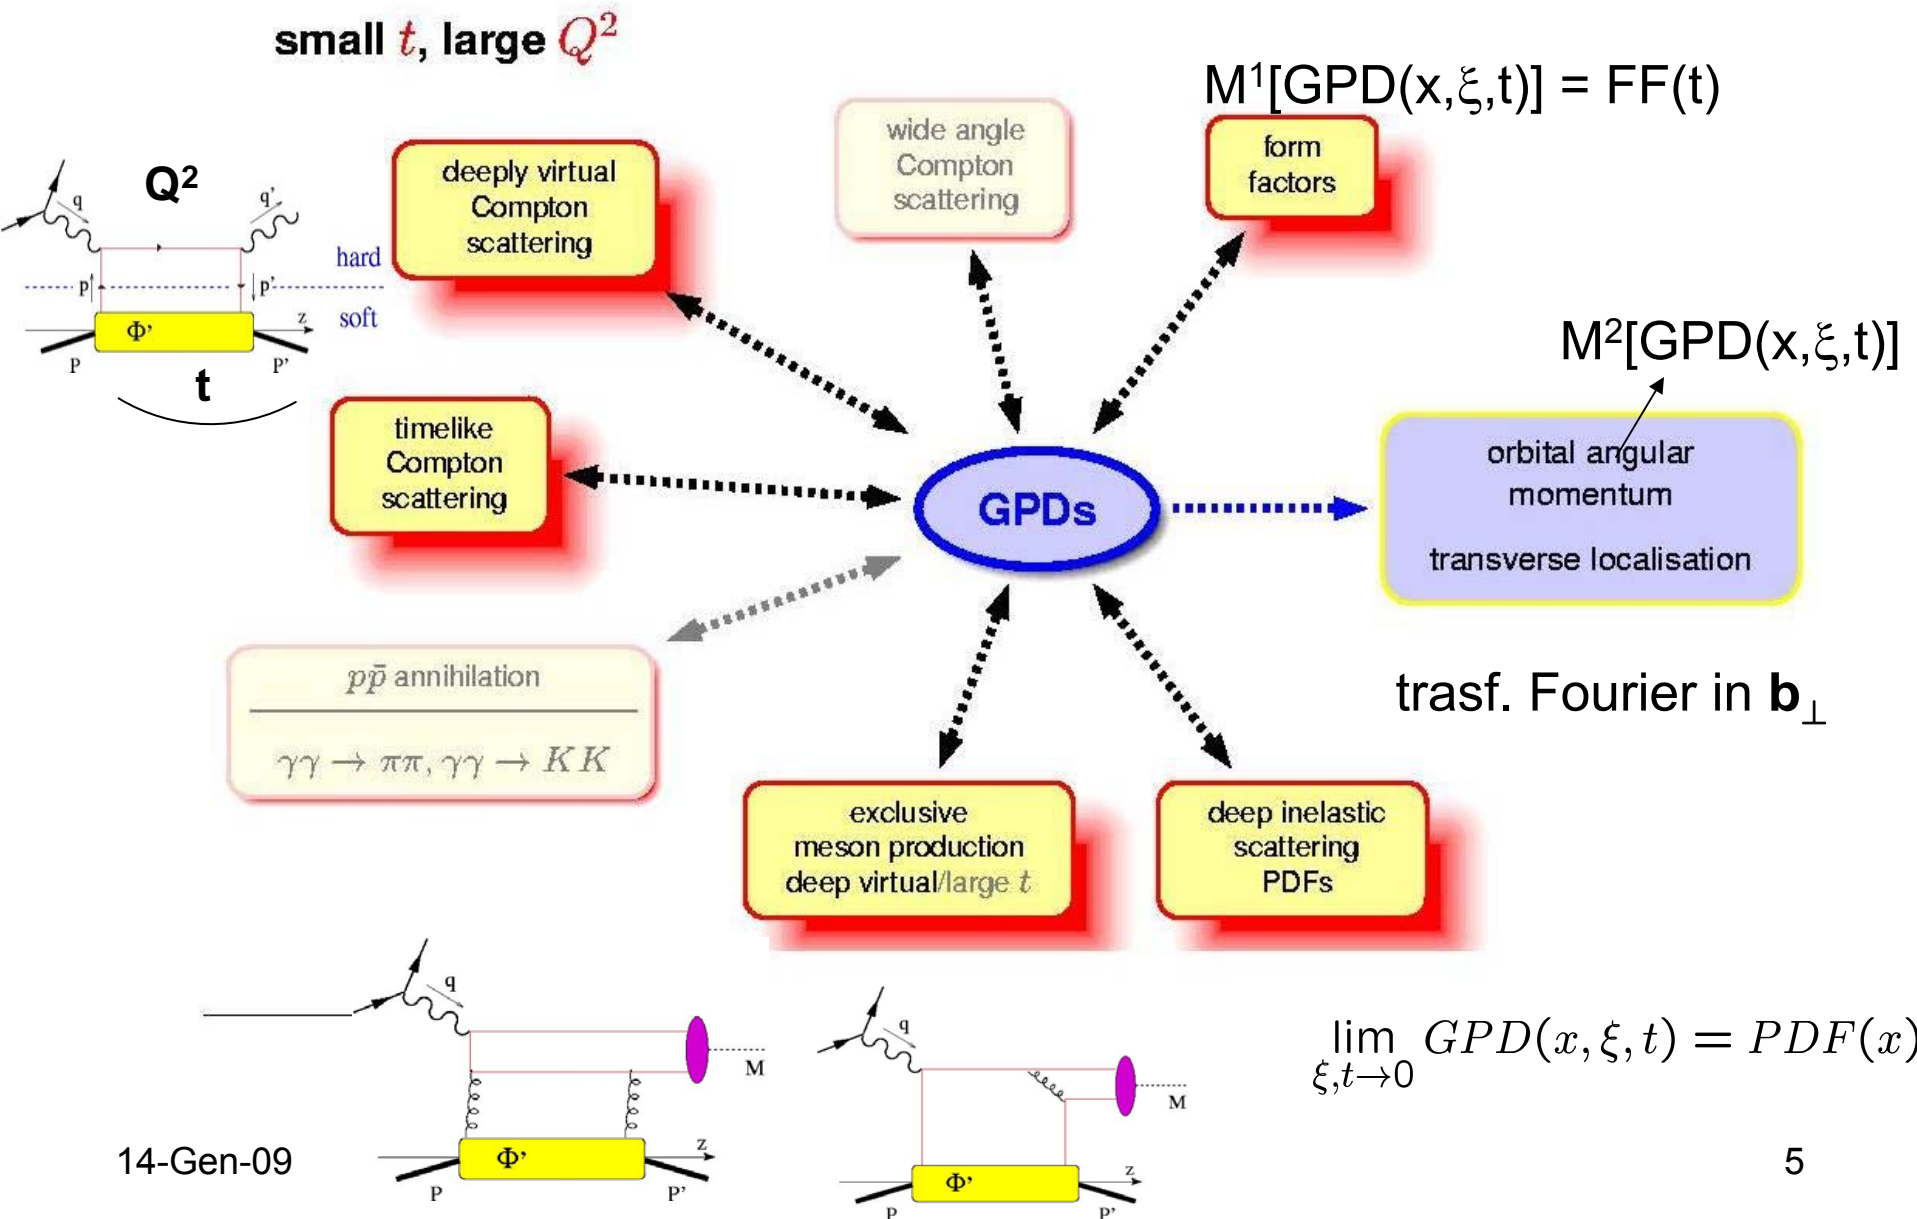 small t, large Q²
M¹[GPD(x,ξ,t)] = FF(t)
wide angle
Compton
scattering
form
factors
deeply virtual
Compton
scattering
Q²
q
q'
hard
p
p'
soft
Φ'
z
P
P'
t
M²[GPD(x,ξ,t)]
timelike
Compton
scattering
GPDs
orbital angular
momentum
transverse localisation
pp̄ annihilation
γγ → ππ, γγ → KK
trasf. Fourier in b⊥
exclusive
meson production
deep virtual/large t
deep inelastic
scattering
PDFs
q
M
Φ'
z
P
P'
q
M
Φ'
z
P
P'
lim GPD(x, ξ, t) = PDF(x)
ξ,t→0
14-Gen-09
5